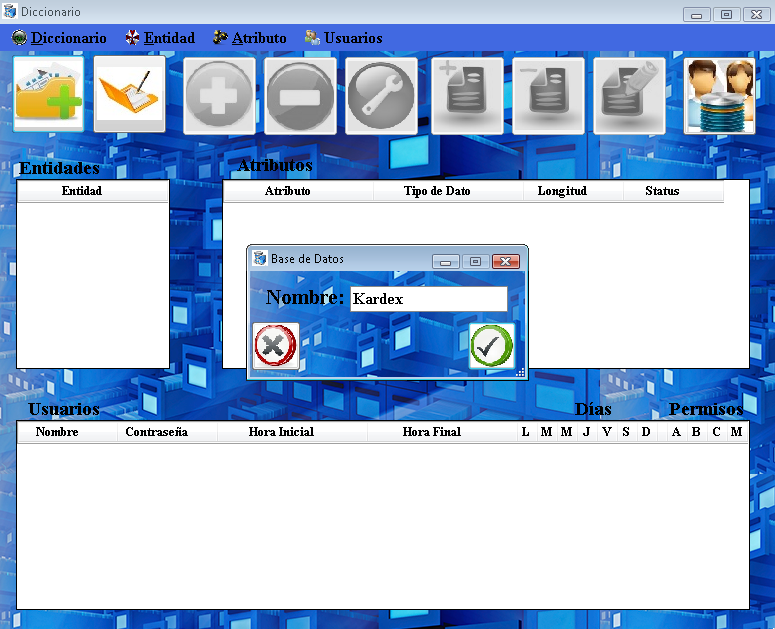 Diccionario
Diccionario Entidad Atributo Usuarios
Entidades Atributos
Entidad
Atributo Tipo de Dato Longitud Status
Base de Datos
Nombre: Kardex
Usuarios Días Permisos
Nombre Contraseña Hora Inicial Hora Final L M M J V S D A B C M